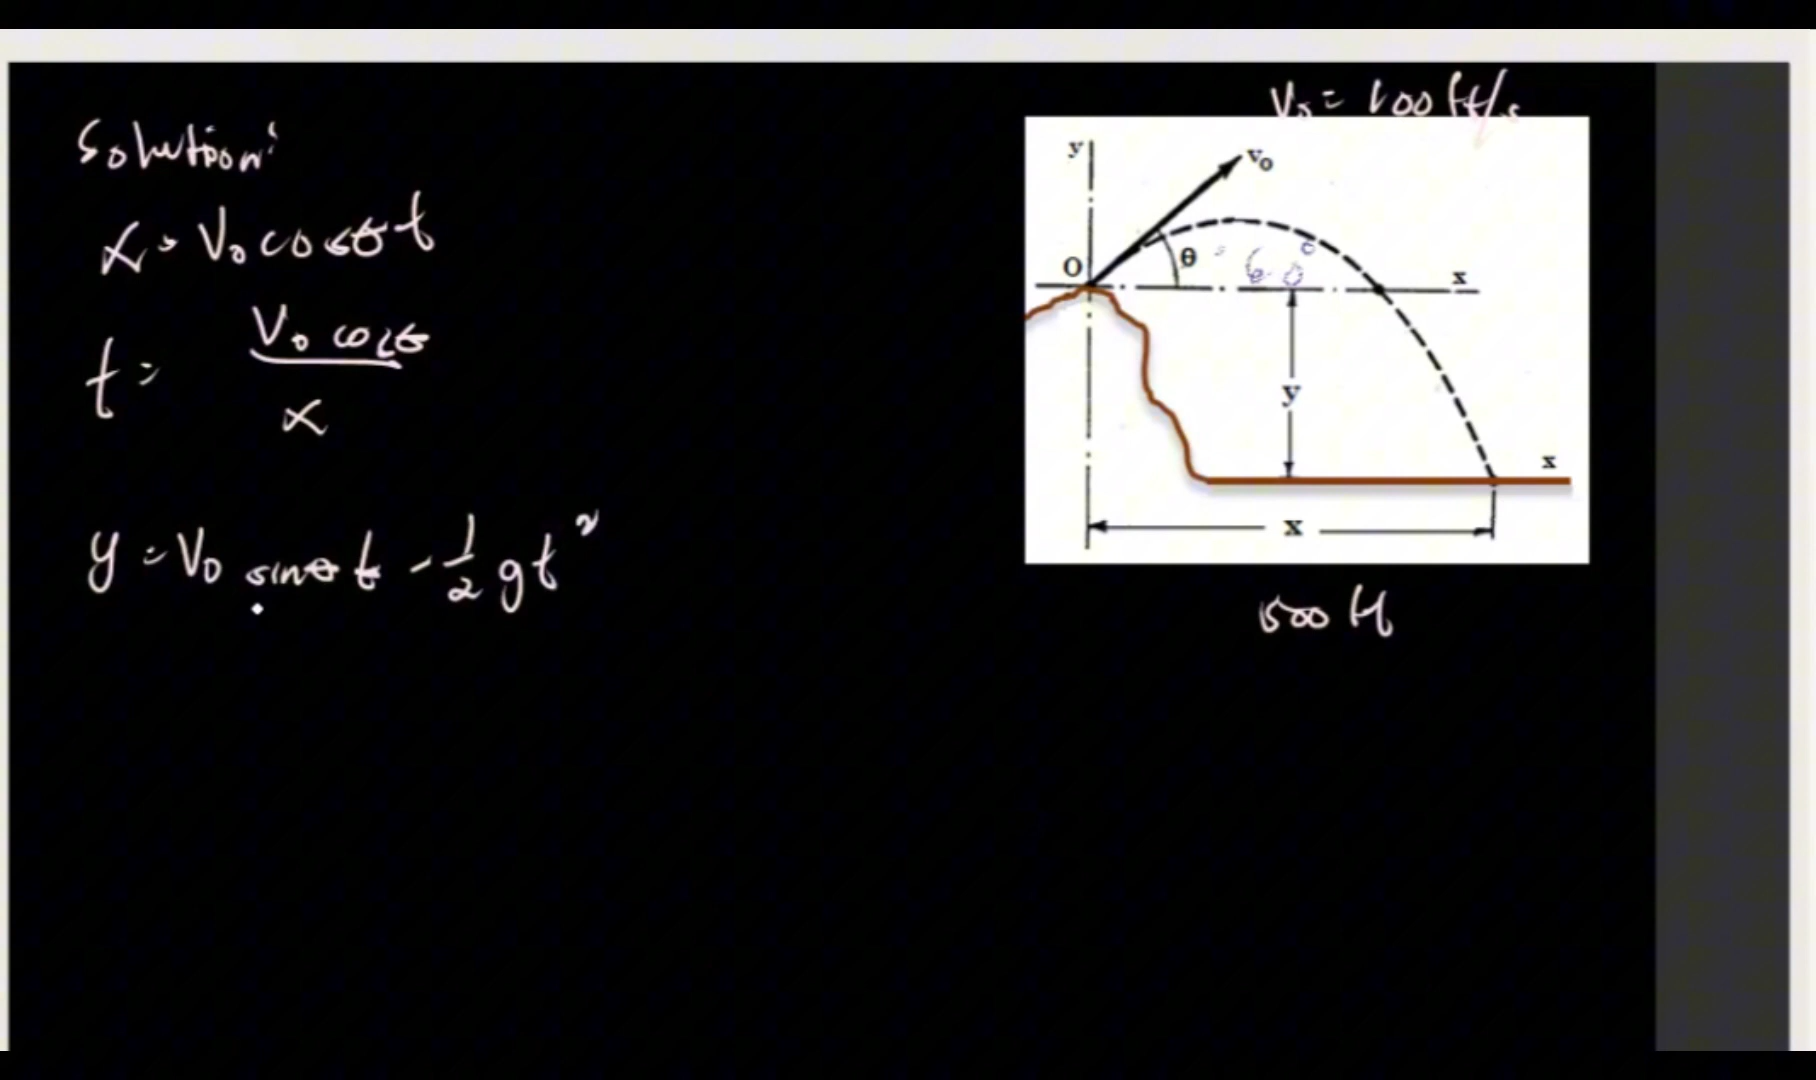 Solution:
x = V₀ cosθ t
t = V₀ cosθ / x
y = V₀ sinθ t - 1/2 g t²
V₀ = 100 ft/s
y
v₀
O
θ = 60°
x
y
x
x
500 ft